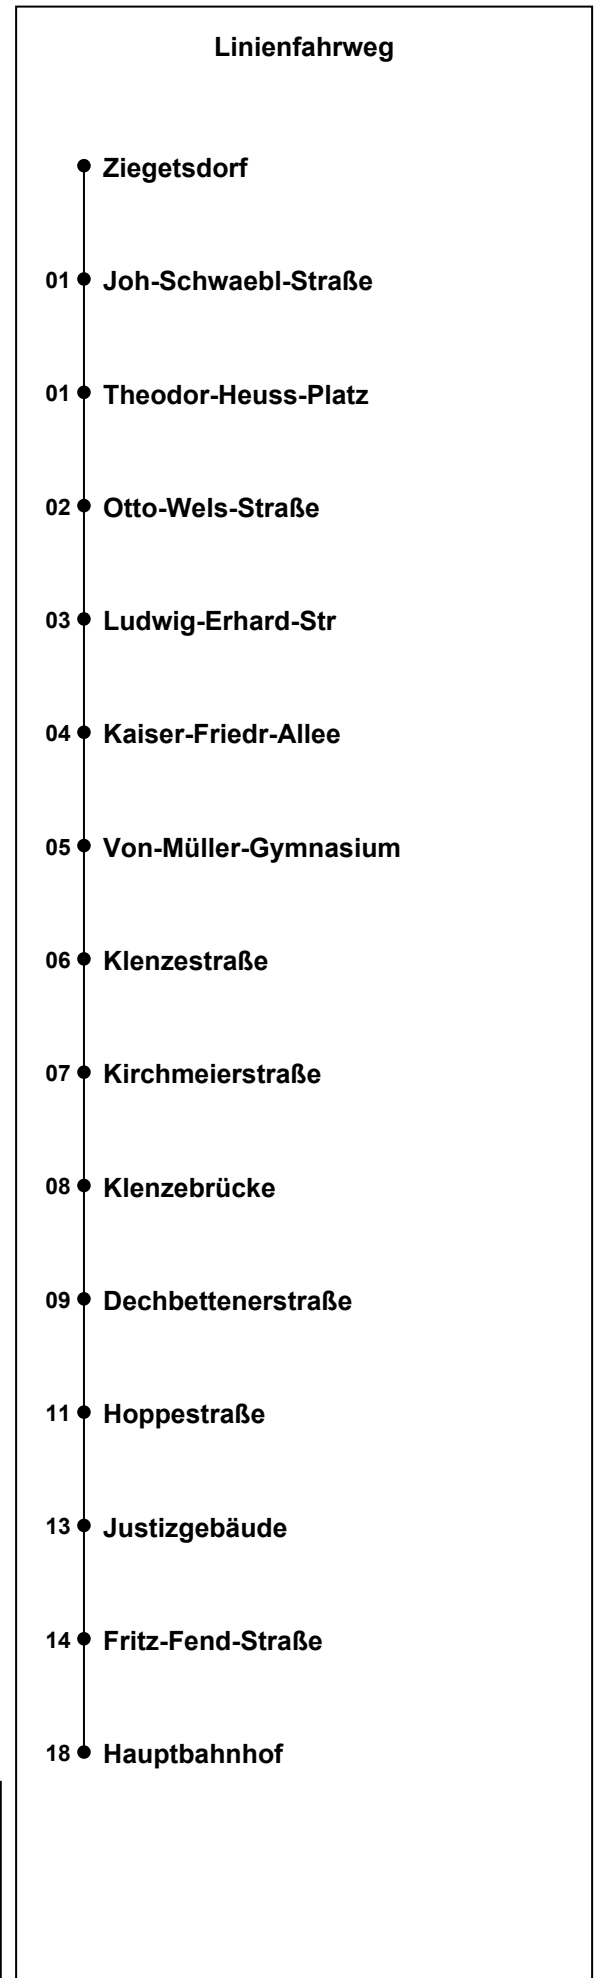 Linienfahrweg
Ziegetsdorf
01 Joh-Schwaebl-Straße
01 Theodor-Heuss-Platz
02 Otto-Wels-Straße
03 Ludwig-Erhard-Str
04 Kaiser-Friedr-Allee
05 Von-Müller-Gymnasium
06 Klenzestraße
07 Kirchmeierstraße
08 Klenzebrücke
09 Dechbettenerstraße
11 Hoppestraße
13 Justizgebäude
14 Fritz-Fend-Straße
18 Hauptbahnhof